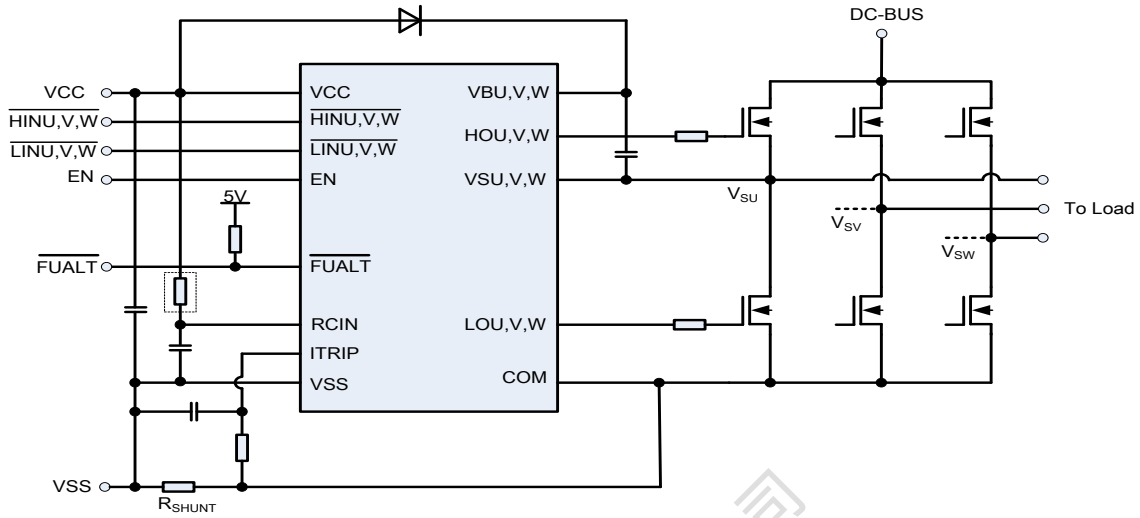 DC-BUS
VCC
HINU,V,W
LINU,V,W
EN
5V
FUALT
VSS
RSHUNT
VCC
HINU,V,W
LINU,V,W
EN
FUALT
RCIN
ITRIP
VSS
VBU,V,W
HOU,V,W
VSU,V,W
LOU,V,W
COM
VSU
VSV
VSW
To Load
司